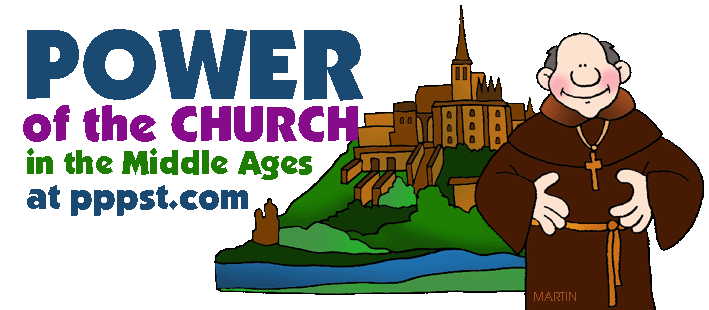 POWER
of the CHURCH
in the Middle Ages
at pppst.com
MARTIN